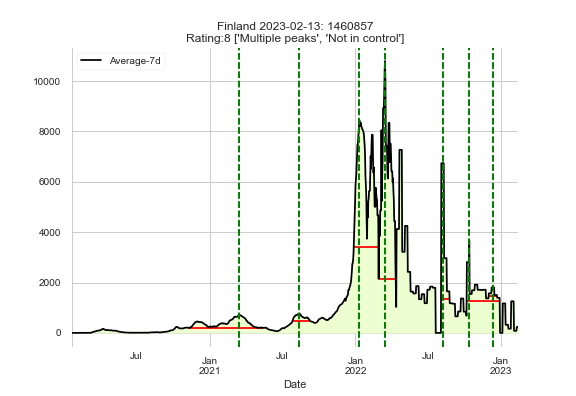 Finland 2023-02-13: 1460857
Rating:8 ['Multiple peaks', 'Not in control']
Average-7d
10000
8000
6000
4000
2000
0
Jul
Jan
2021
Jul
Jan
2022
Jul
Jan
2023
Date